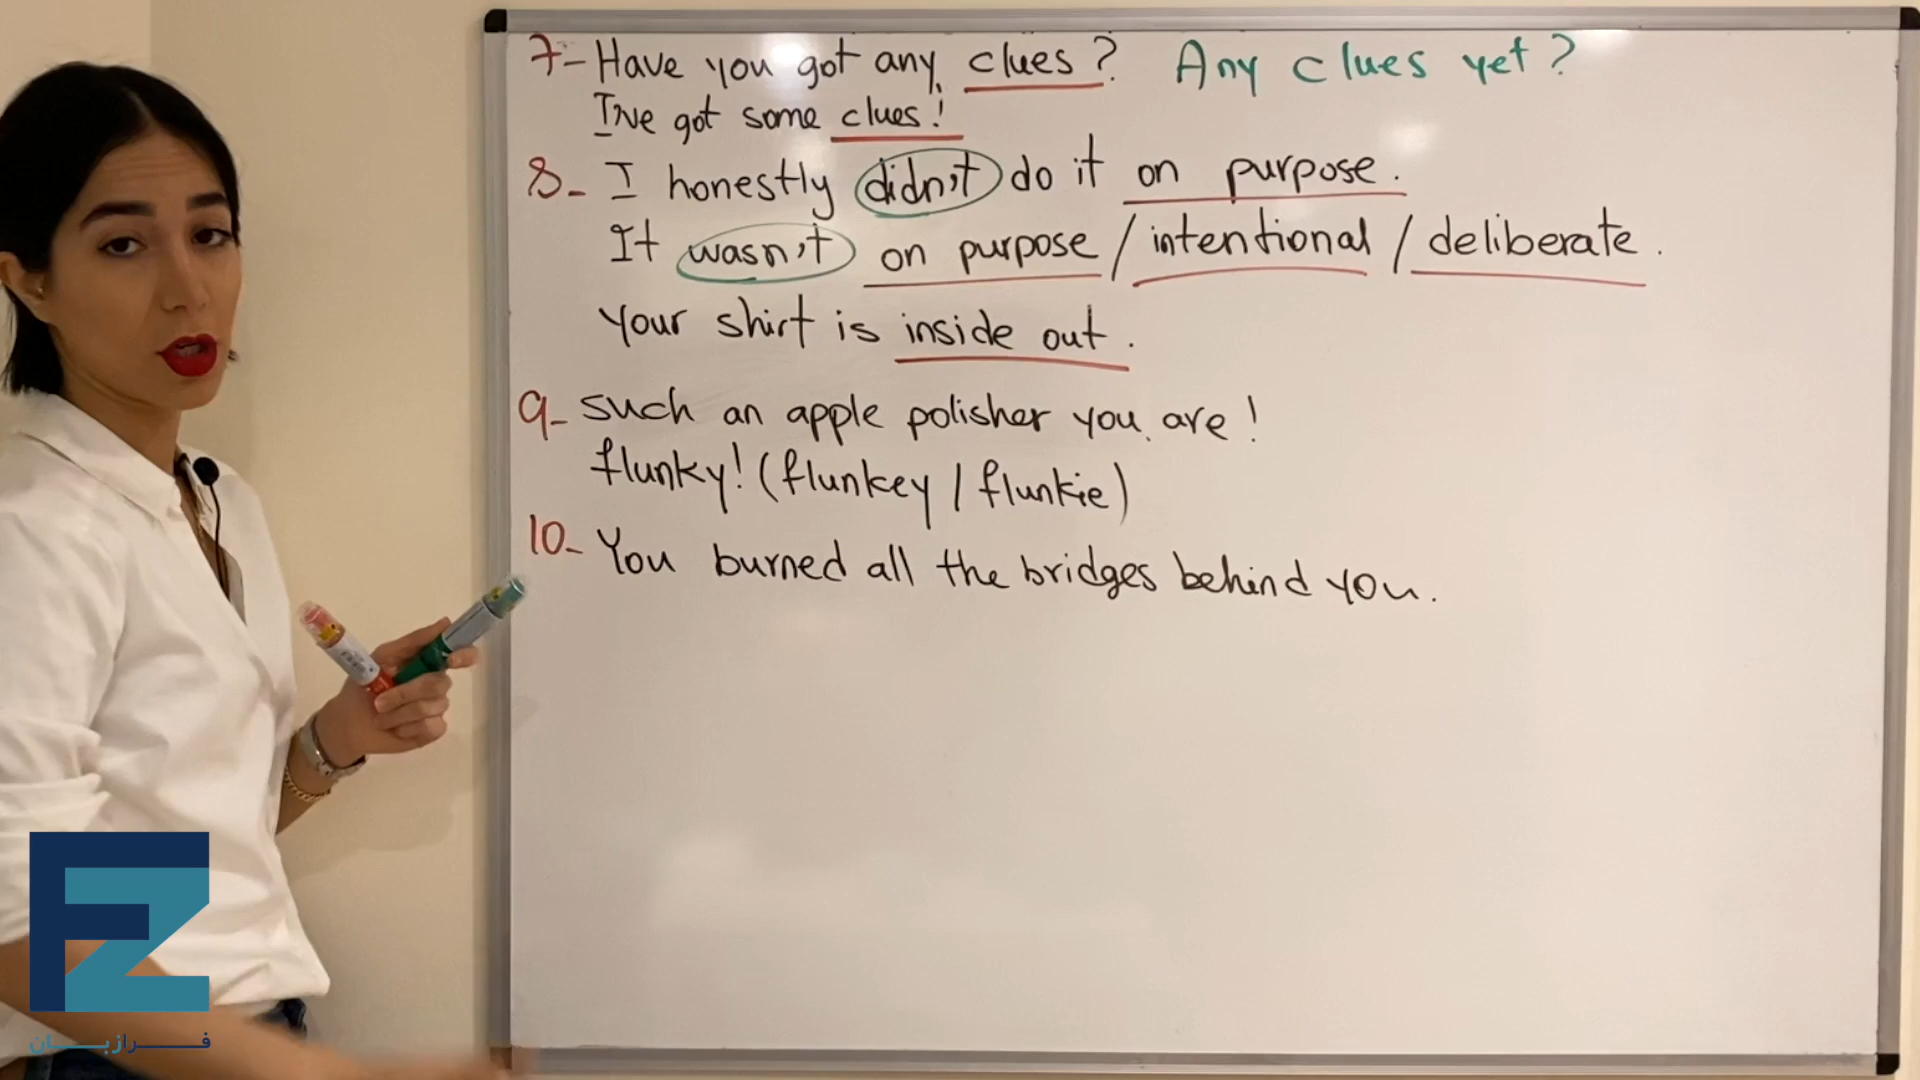 7- Have you got any clues? Any clues yet?
I've got some clues!
8- I honestly didn't do it on purpose.
It wasn't on purpose / intentional / deliberate.
Your shirt is inside out.
9- such an apple polisher you are!
flunky! (flunkey / flunkie)
10- You burned all the bridges behind you.
FZ
فرازبان